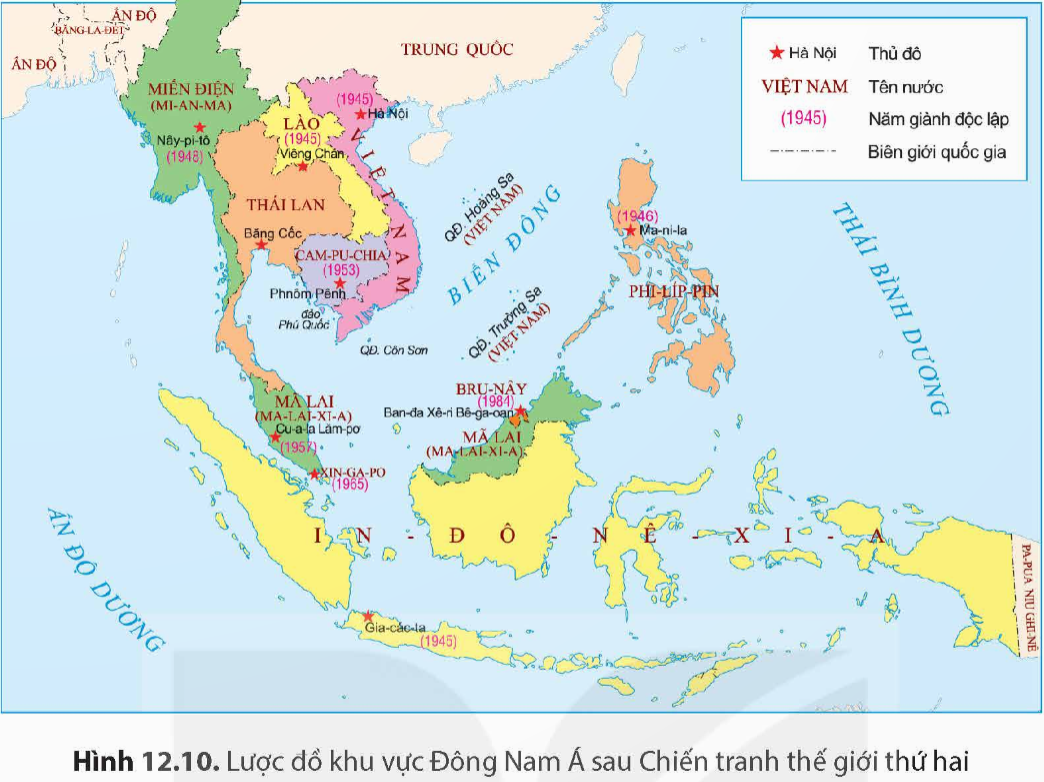 ẤN ĐỘ
BĂNG-LA-ĐÉT
ẤN ĐỘ
TRUNG QUỐC
MIẾN ĐIỆN
(MI-AN-MA)
Nây-pi-tô
(1948)
LÀO
(1945)
Viêng Chăn
(1945)
Hà Nội
VIỆT NAM
THÁI LAN
Băng Cốc
CAM-PU-CHIA
(1953)
Phnôm Pênh
đảo
Phú Quốc
QĐ. Côn Sơn
QĐ. Hoàng Sa
(VIỆT NAM)
BIỂN ĐÔNG
QĐ. Trường Sa
(VIỆT NAM)
(1946)
Ma-ni-la
PHI-LÍP-PIN
THÁI BÌNH DƯƠNG
Hà Nội Thủ đô
VIỆT NAM Tên nước
(1945) Năm giành độc lập
Biên giới quốc gia
MÃ LAI
(MA-LAI-XI-A)
Cu-a-la Lăm-pơ
(1957)
XIN-GA-PO
(1965)
BRU-NÂY
(1984)
Ban-đa Xê-ri Bê-ga-oan
MÃ LAI
(MA-LAI-XI-A)
IN-ĐÔ-NÊ-XI-A
ẤN ĐỘ DƯƠNG
Gia-các-ta
(1945)
PA-PUA NIU GHI-NÊ
Hình 12.10. Lược đồ khu vực Đông Nam Á sau Chiến tranh thế giới thứ hai